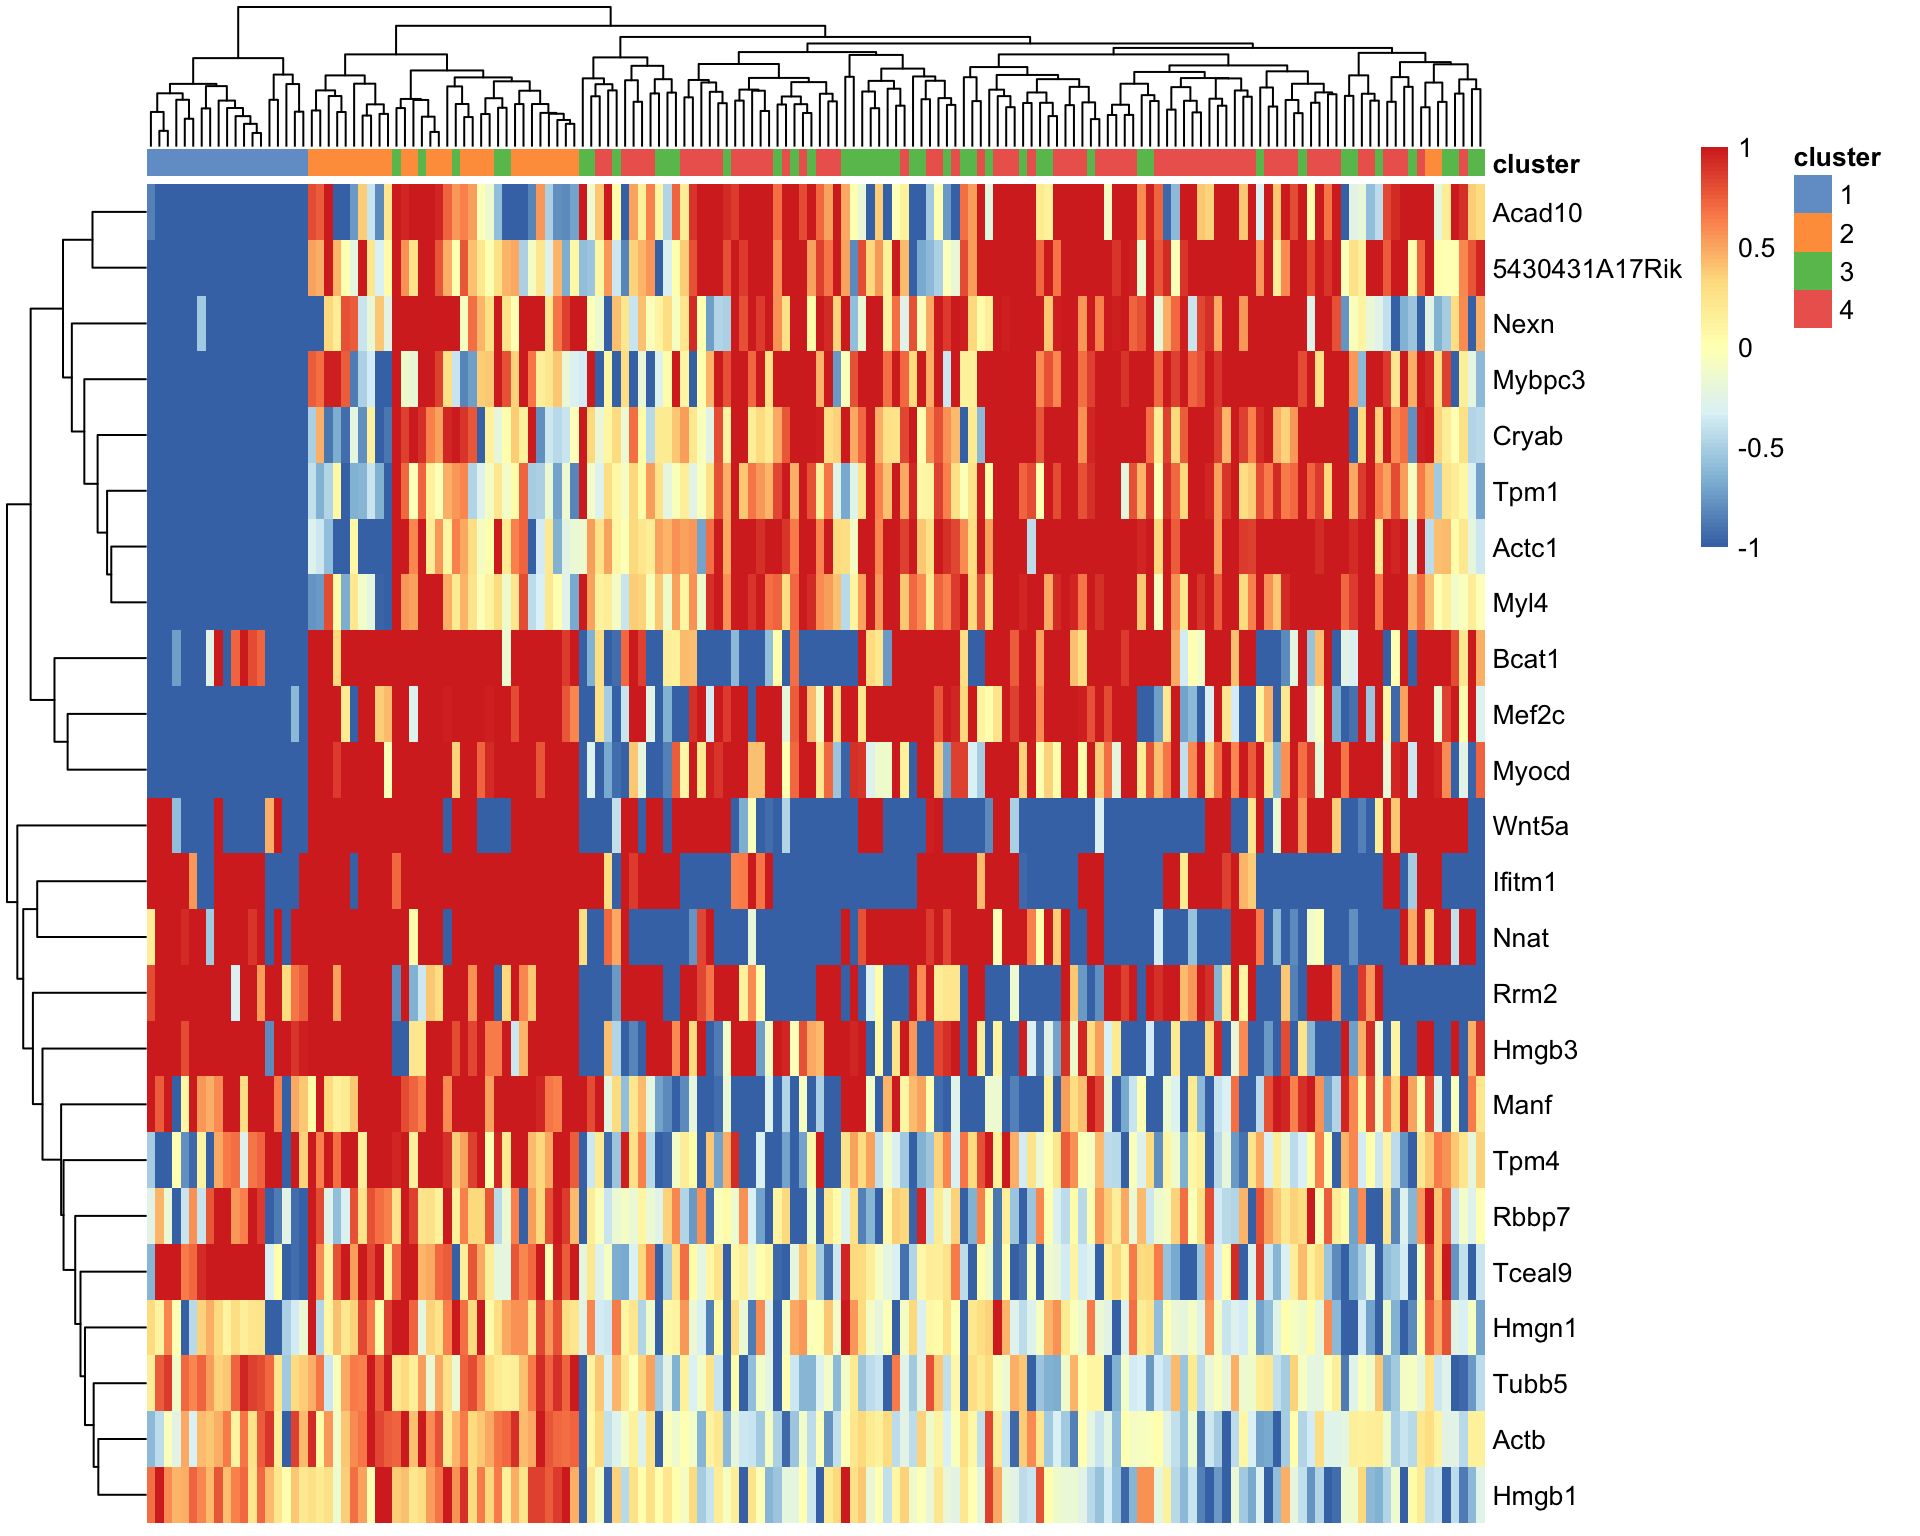 cluster
Acad10
5430431A17Rik
Nexn
Mybpc3
Cryab
Tpm1
Actc1
Myl4
Bcat1
Mef2c
Myocd
Wnt5a
Ifitm1
Nnat
Rrm2
Hmgb3
Manf
Tpm4
Rbbp7
Tceal9
Hmgn1
Tubb5
Actb
Hmgb1
1
0.5
0
-0.5
-1
cluster
1
2
3
4